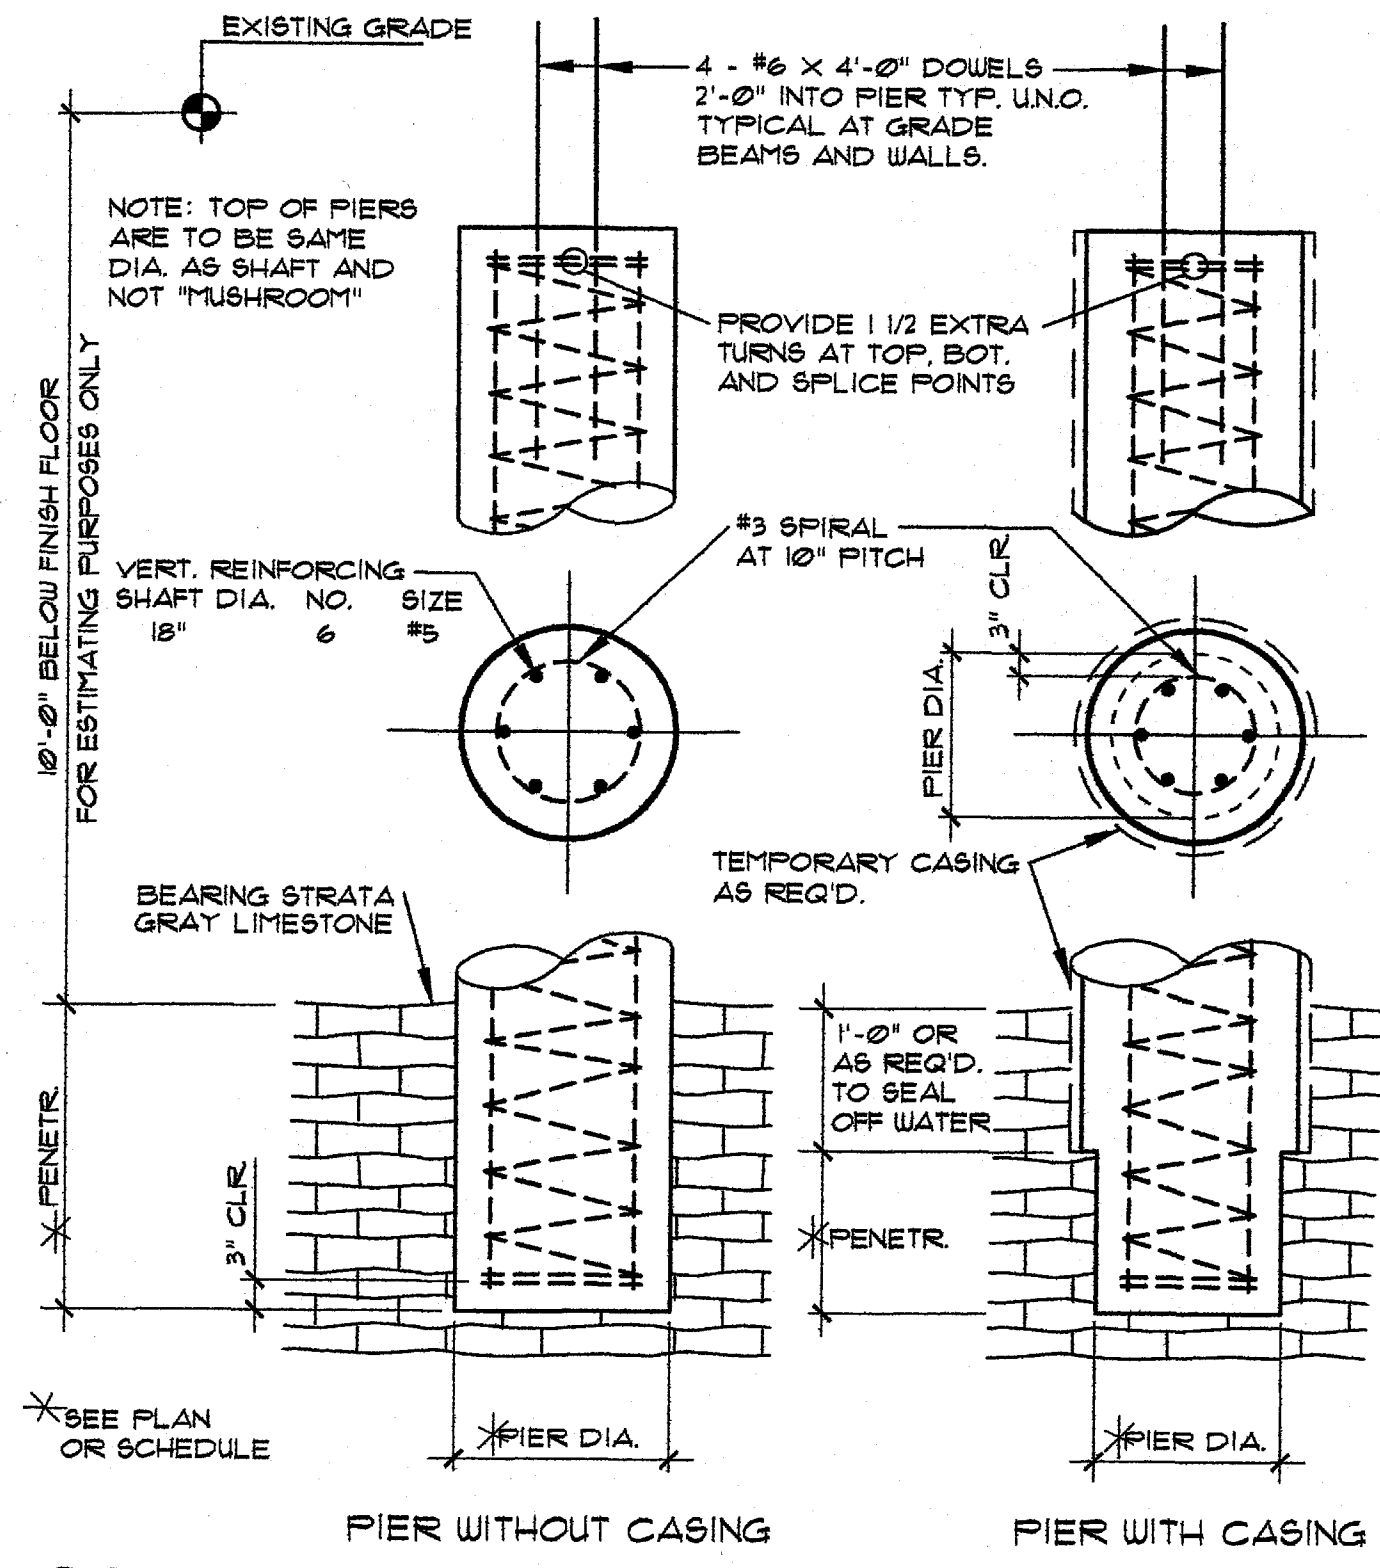 EXISTING GRADE
4 - #6 X 4'-0" DOWELS
2'-0" INTO PIER TYP. U.N.O.
TYPICAL AT GRADE
BEAMS AND WALLS.
NOTE: TOP OF PIERS
ARE TO BE SAME
DIA. AS SHAFT AND
NOT "MUSHROOM"
PROVIDE 1 1/2 EXTRA
TURNS AT TOP, BOT.
AND SPLICE POINTS
10'-0" BELOW FINISH FLOOR
FOR ESTIMATING PURPOSES ONLY
#3 SPIRAL
AT 10" PITCH
VERT. REINFORCING
SHAFT DIA. NO. SIZE
18" 6 #5
3" CLR
PIER DIA.
TEMPORARY CASING
AS REQ'D.
BEARING STRATA
GRAY LIMESTONE
1'-0" OR
AS REQ'D.
TO SEAL
OFF WATER
PENETR.
3" CLR
PENETR.
SEE PLAN
OR SCHEDULE
PIER DIA.
PIER DIA.
PIER WITHOUT CASING
PIER WITH CASING